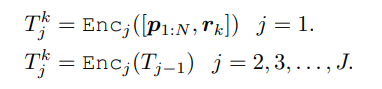 T_j^k = Enc_j([p_{1:N}, r_k]) j = 1.
T_j^k = Enc_j(T_{j-1}) j = 2, 3, . . . , J.